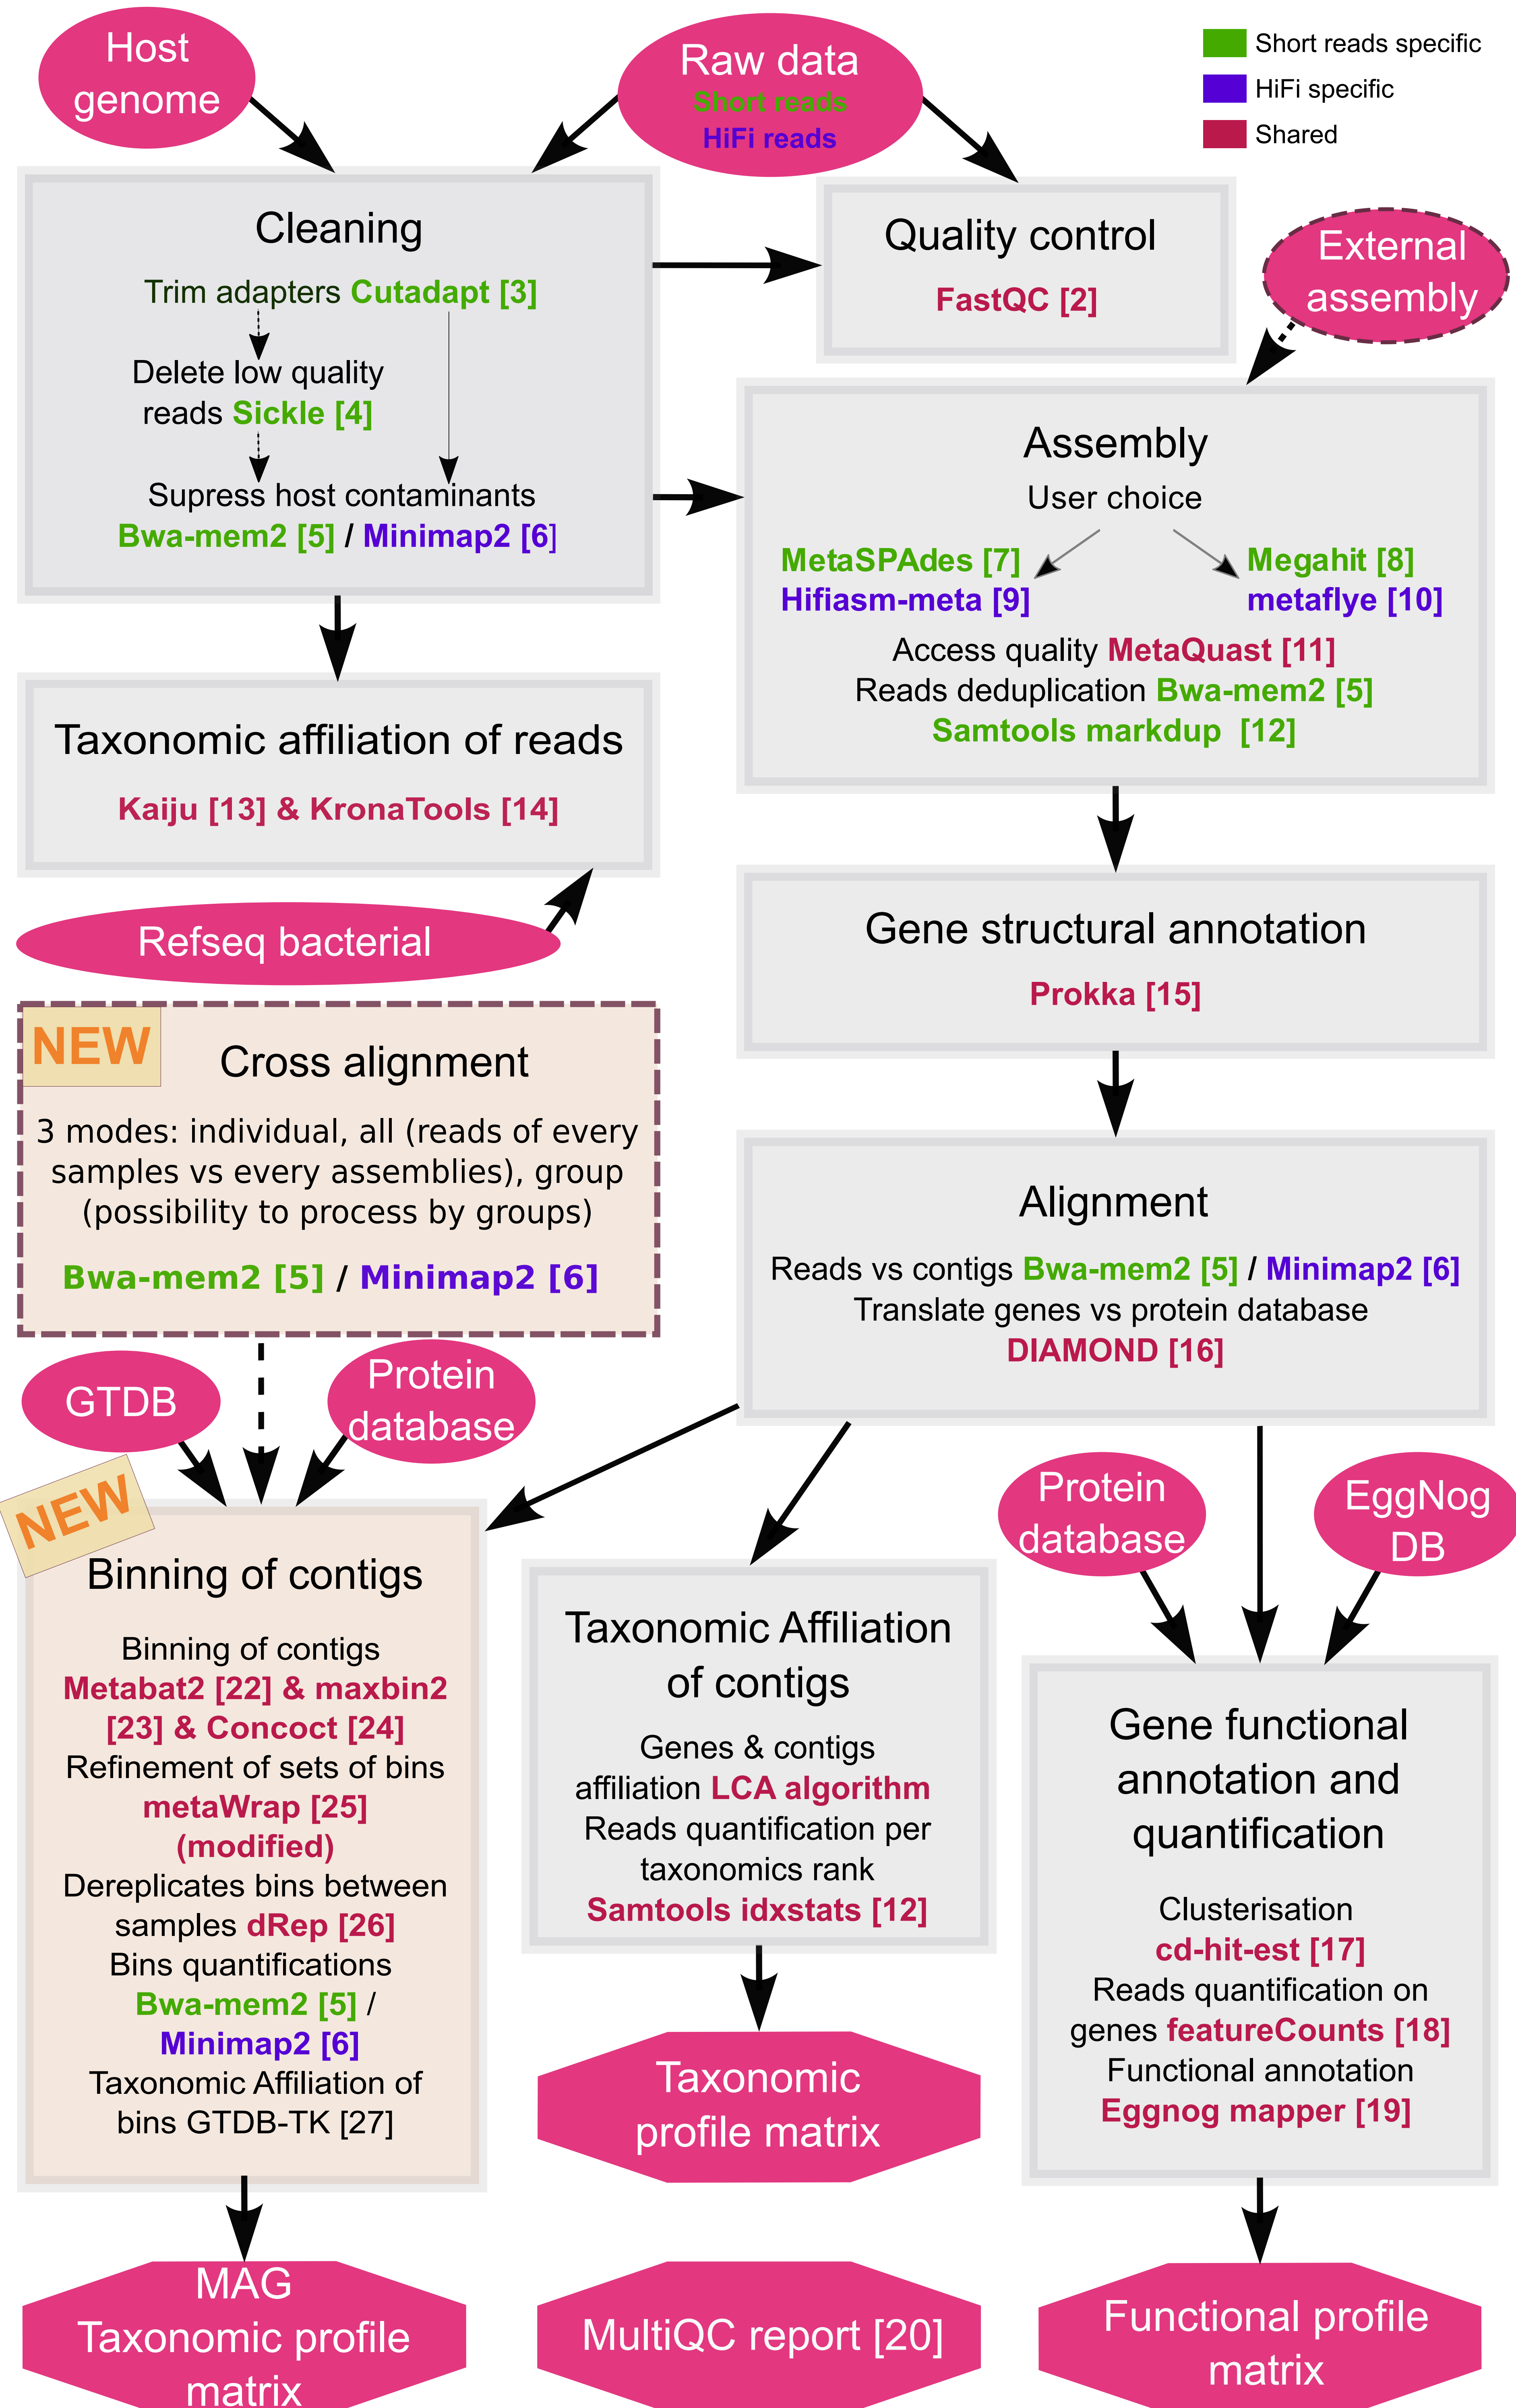 Host
genome
Raw data
Short reads
HiFi reads
Short reads specific
HiFi specific
Shared
Cleaning
Trim adapters Cutadapt [3]
Delete low quality
reads Sickle [4]
Supress host contaminants
Bwa-mem2 [5] / Minimap2 [6]
Quality control
FastQC [2]
External
assembly
Assembly
User choice
MetaSPAdes [7]
Hifiasm-meta [9]
Megahit [8]
metaflye [10]
Access quality MetaQuast [11]
Reads deduplication Bwa-mem2 [5]
Samtools markdup [12]
Taxonomic affiliation of reads
Kaiju [13] & KronaTools [14]
Refseq bacterial
Gene structural annotation
Prokka [15]
NEW
Cross alignment
3 modes: individual, all (reads of every
samples vs every assemblies), group
(possibility to process by groups)
Bwa-mem2 [5] / Minimap2 [6]
Alignment
Reads vs contigs Bwa-mem2 [5] / Minimap2 [6]
Translate genes vs protein database
DIAMOND [16]
GTDB
Protein
database
Protein
database
EggNog
DB
NEW
Binning of contigs
Binning of contigs
Metabat2 [22] & maxbin2
[23] & Concoct [24]
Refinement of sets of bins
metaWrap [25]
(modified)
Dereplicates bins between
samples dRep [26]
Bins quantifications
Bwa-mem2 [5] /
Minimap2 [6]
Taxonomic Affiliation of
bins GTDB-TK [27]
Taxonomic Affiliation
of contigs
Genes & contigs
affiliation LCA algorithm
Reads quantification per
taxonomics rank
Samtools idxstats [12]
Gene functional
annotation and
quantification
Clusterisation
cd-hit-est [17]
Reads quantification on
genes featureCounts [18]
Functional annotation
Eggnog mapper [19]
Taxonomic
profile matrix
MAG
Taxonomic profile
matrix
MultiQC report [20]
Functional profile
matrix